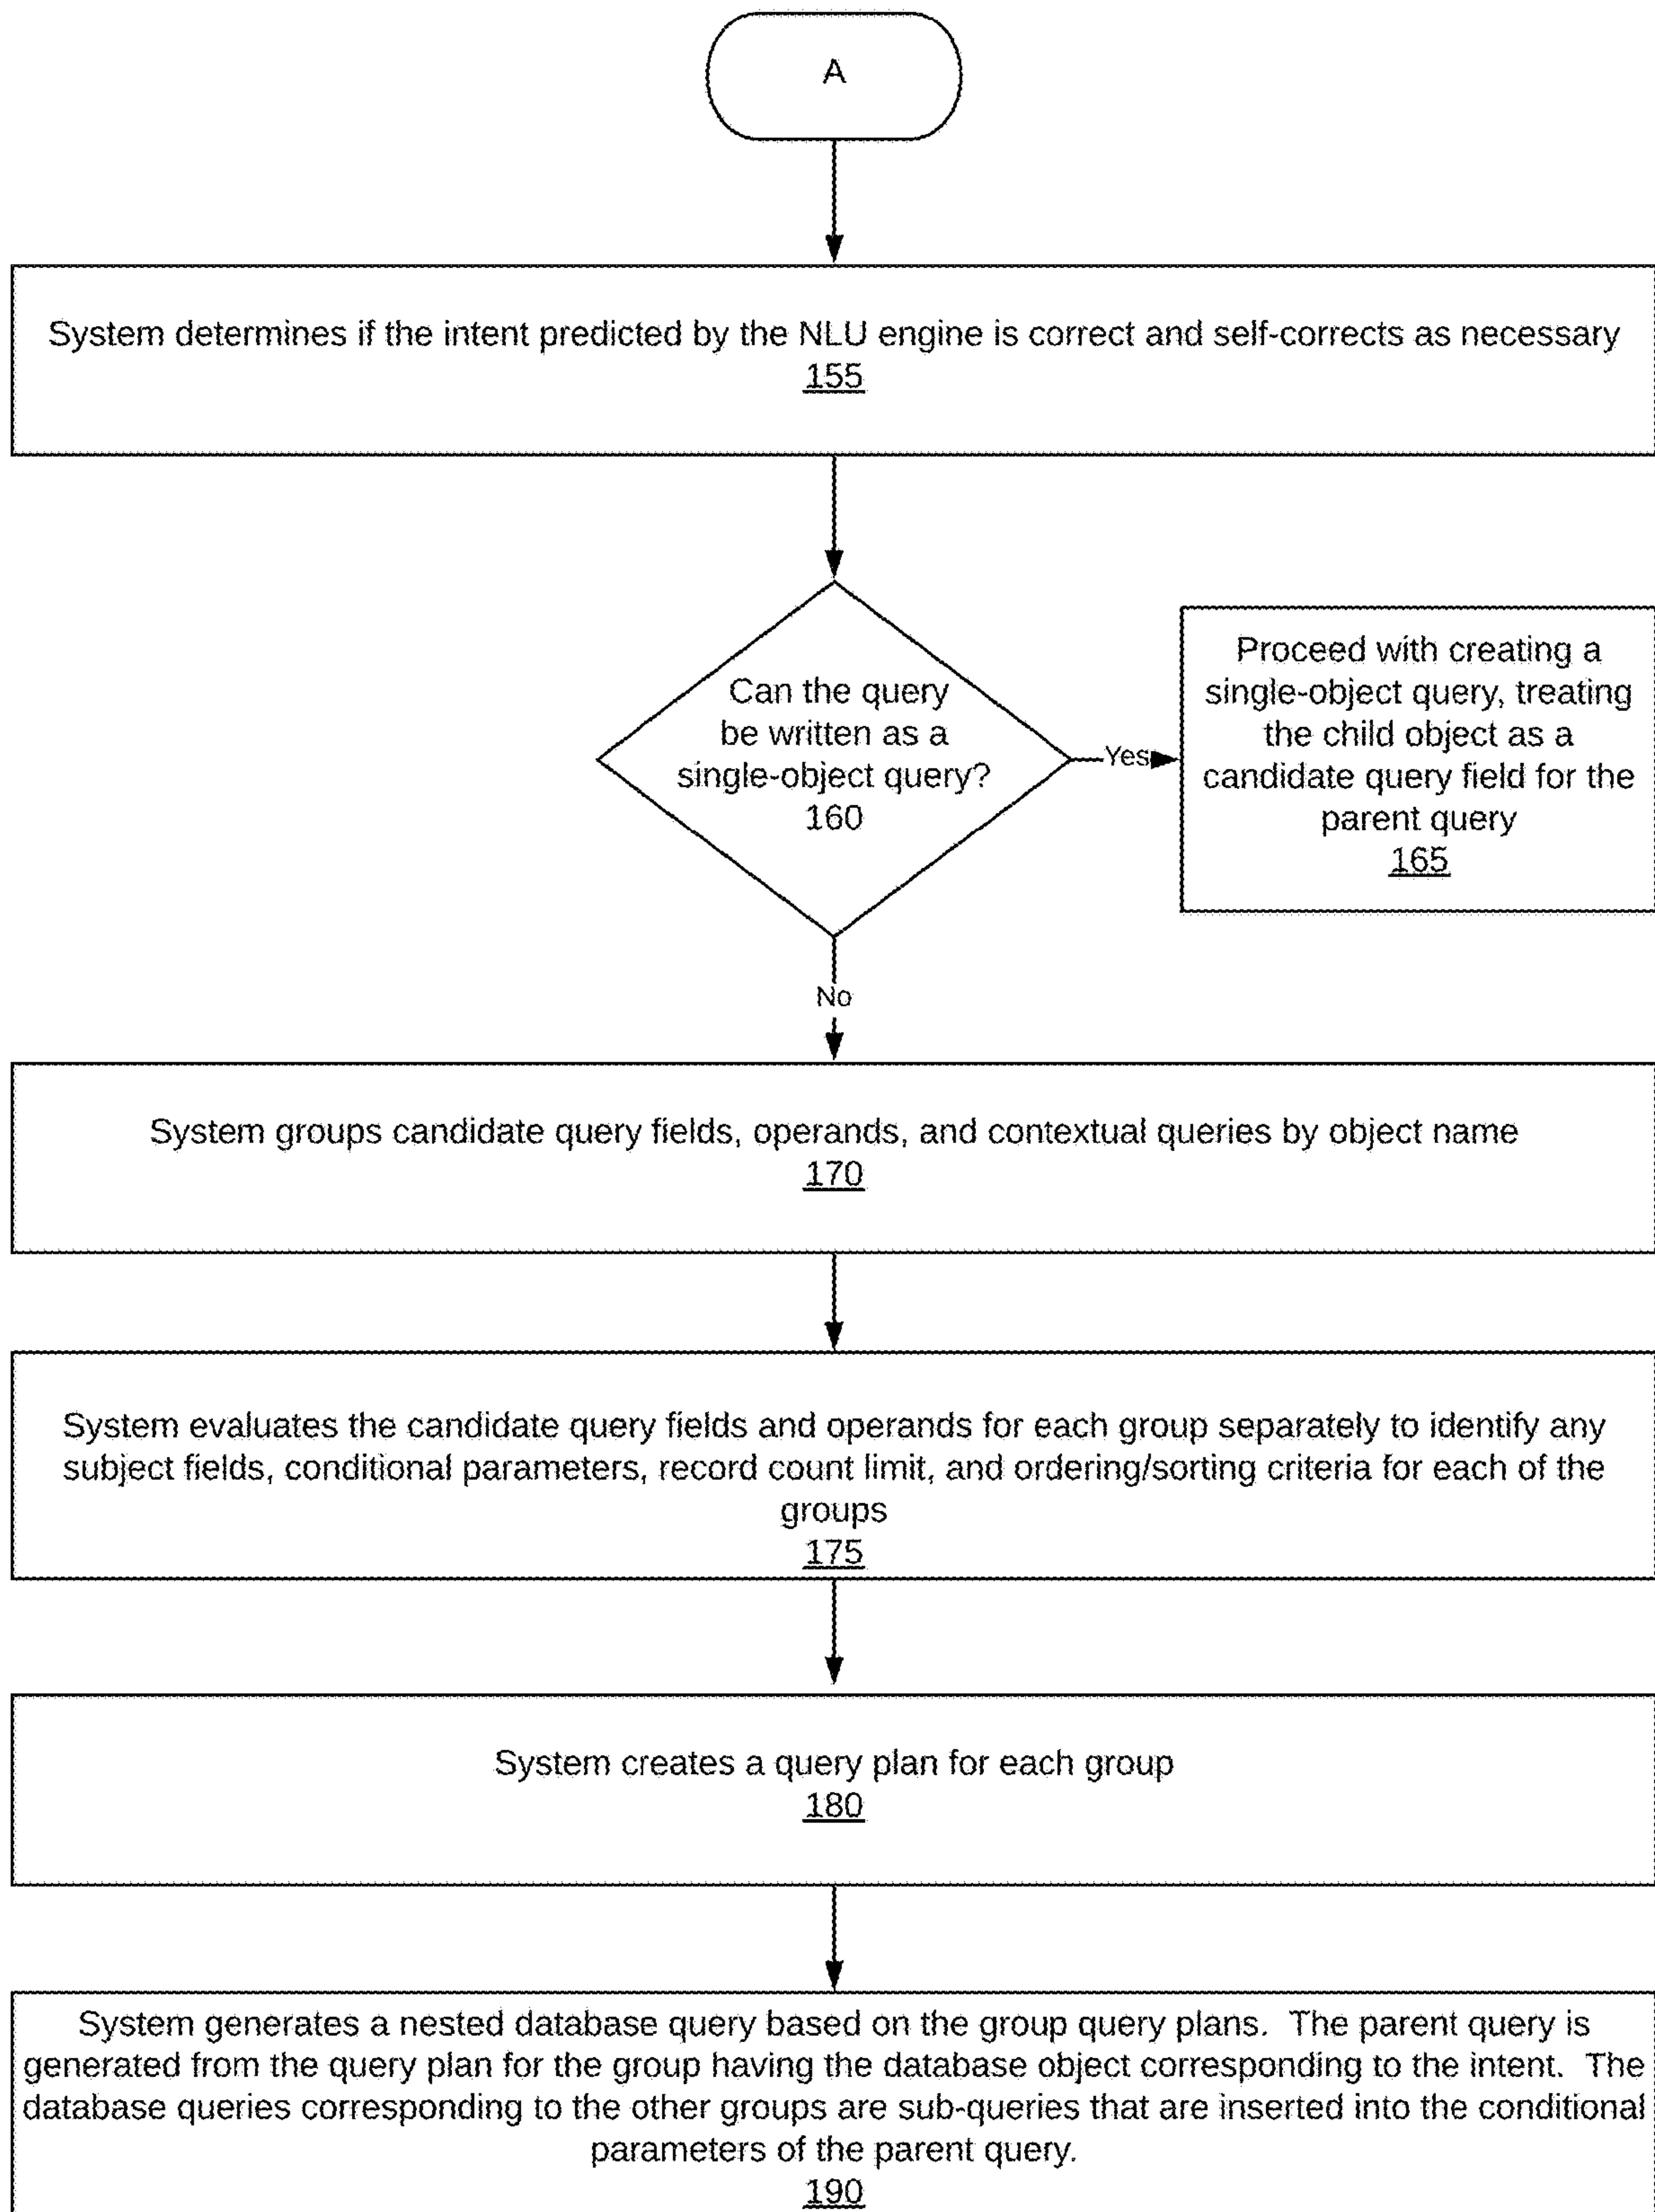 A
System determines if the intent predicted by the NLU engine is correct and self-corrects as necessary
155
Can the query
be written as a
single-object query?
160
Yes
Proceed with creating a
single-object query, treating
the child object as a
candidate query field for the
parent query
165
No
System groups candidate query fields, operands, and contextual queries by object name
170
System evaluates the candidate query fields and operands for each group separately to identify any
subject fields, conditional parameters, record count limit, and ordering/sorting criteria for each of the
groups
175
System creates a query plan for each group
180
System generates a nested database query based on the group query plans.  The parent query is
generated from the query plan for the group having the database object corresponding to the intent.  The
database queries corresponding to the other groups are sub-queries that are inserted into the conditional
parameters of the parent query.
190